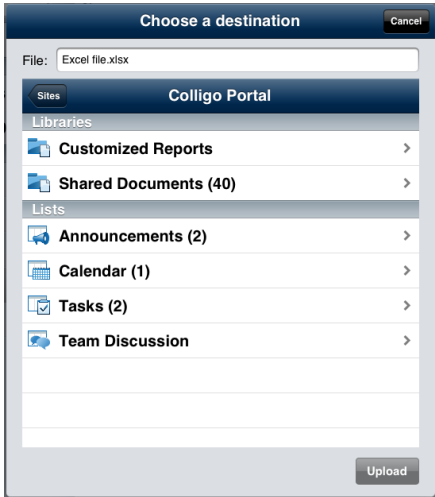 Choose a destination
Cancel
File: Excel file.xlsx
Sites
Colligo Portal
Libraries
Customized Reports
Shared Documents (40)
Lists
Announcements (2)
Calendar (1)
Tasks (2)
Team Discussion
Upload